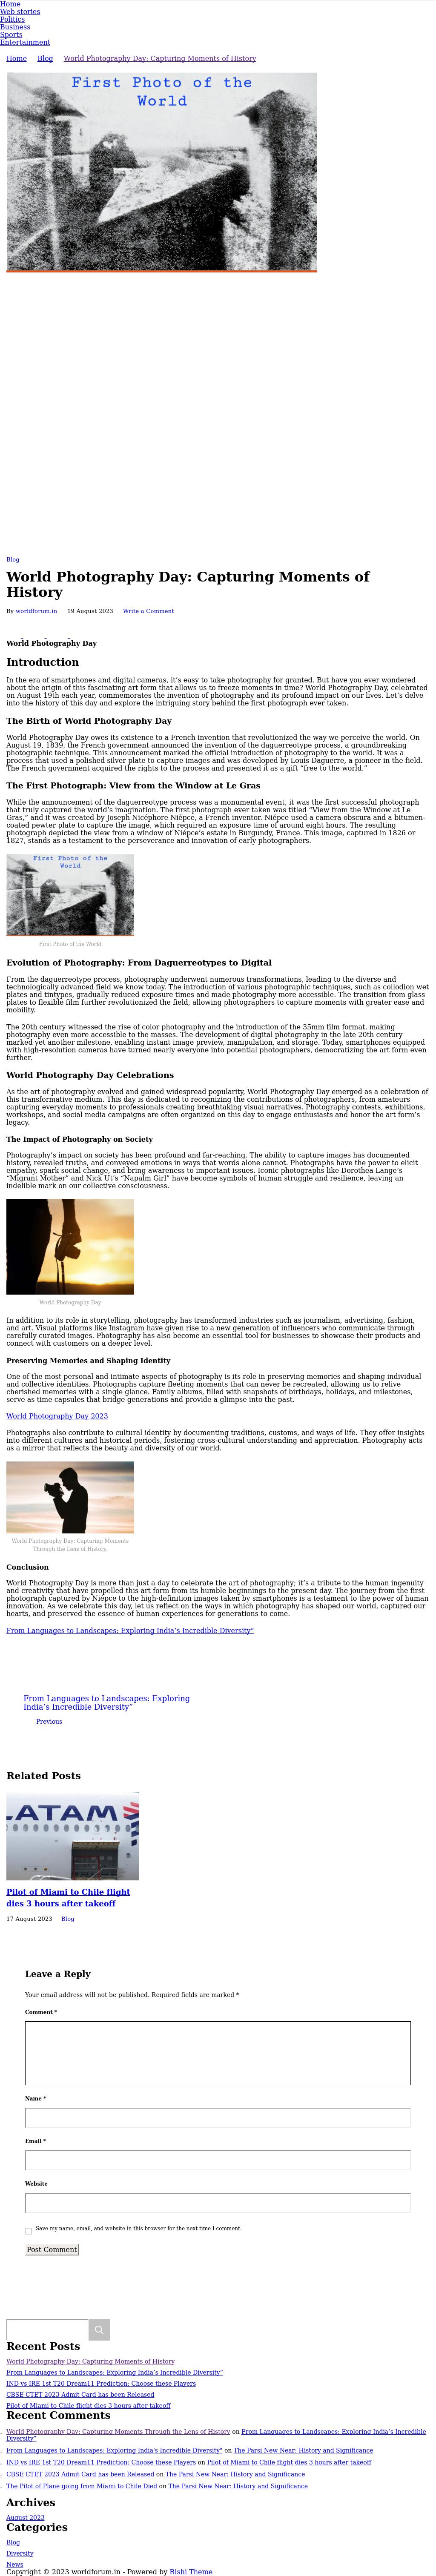 Home
Web stories
Politics
Business
Sports
Entertainment
Home Blog World Photography Day: Capturing Moments of History
First Photo of the
World
Blog
World Photography Day: Capturing Moments of
History
By worldforum.in 19 August 2023 Write a Comment
World Photography Day
Introduction
In the era of smartphones and digital cameras, it’s easy to take photography for granted. But have you ever wondered
about the origin of this fascinating art form that allows us to freeze moments in time? World Photography Day, celebrated
on August 19th each year, commemorates the invention of photography and its profound impact on our lives. Let’s delve
into the history of this day and explore the intriguing story behind the first photograph ever taken.
The Birth of World Photography Day
World Photography Day owes its existence to a French invention that revolutionized the way we perceive the world. On
August 19, 1839, the French government announced the invention of the daguerreotype process, a groundbreaking
photographic technique. This announcement marked the official introduction of photography to the world. It was a
process that used a polished silver plate to capture images and was developed by Louis Daguerre, a pioneer in the field.
The French government acquired the rights to the process and presented it as a gift “free to the world.”
The First Photograph: View from the Window at Le Gras
While the announcement of the daguerreotype process was a monumental event, it was the first successful photograph
that truly captured the world’s imagination. The first photograph ever taken was titled “View from the Window at Le
Gras,” and it was created by Joseph Nicéphore Niépce, a French inventor. Niépce used a camera obscura and a bitumen-
coated pewter plate to capture the image, which required an exposure time of around eight hours. The resulting
photograph depicted the view from a window of Niépce’s estate in Burgundy, France. This image, captured in 1826 or
1827, stands as a testament to the perseverance and innovation of early photographers.
First Photo of the
World
First Photo of the World
Evolution of Photography: From Daguerreotypes to Digital
From the daguerreotype process, photography underwent numerous transformations, leading to the diverse and
technologically advanced field we know today. The introduction of various photographic techniques, such as collodion wet
plates and tintypes, gradually reduced exposure times and made photography more accessible. The transition from glass
plates to flexible film further revolutionized the field, allowing photographers to capture moments with greater ease and
mobility.
The 20th century witnessed the rise of color photography and the introduction of the 35mm film format, making
photography even more accessible to the masses. The development of digital photography in the late 20th century
marked yet another milestone, enabling instant image preview, manipulation, and storage. Today, smartphones equipped
with high-resolution cameras have turned nearly everyone into potential photographers, democratizing the art form even
further.
World Photography Day Celebrations
As the art of photography evolved and gained widespread popularity, World Photography Day emerged as a celebration of
this transformative medium. This day is dedicated to recognizing the contributions of photographers, from amateurs
capturing everyday moments to professionals creating breathtaking visual narratives. Photography contests, exhibitions,
workshops, and social media campaigns are often organized on this day to engage enthusiasts and honor the art form’s
legacy.
The Impact of Photography on Society
Photography’s impact on society has been profound and far-reaching. The ability to capture images has documented
history, revealed truths, and conveyed emotions in ways that words alone cannot. Photographs have the power to elicit
empathy, spark social change, and bring awareness to important issues. Iconic photographs like Dorothea Lange’s
“Migrant Mother” and Nick Ut’s “Napalm Girl” have become symbols of human struggle and resilience, leaving an
indelible mark on our collective consciousness.
World Photography Day
In addition to its role in storytelling, photography has transformed industries such as journalism, advertising, fashion,
and art. Visual platforms like Instagram have given rise to a new generation of influencers who communicate through
carefully curated images. Photography has also become an essential tool for businesses to showcase their products and
connect with customers on a deeper level.
Preserving Memories and Shaping Identity
One of the most personal and intimate aspects of photography is its role in preserving memories and shaping individual
and collective identities. Photographs capture fleeting moments that can never be recreated, allowing us to relive
cherished memories with a single glance. Family albums, filled with snapshots of birthdays, holidays, and milestones,
serve as time capsules that bridge generations and provide a glimpse into the past.
World Photography Day 2023
Photographs also contribute to cultural identity by documenting traditions, customs, and ways of life. They offer insights
into different cultures and historical periods, fostering cross-cultural understanding and appreciation. Photography acts
as a mirror that reflects the beauty and diversity of our world.
World Photography Day: Capturing Moments
Through the Lens of History
Conclusion
World Photography Day is more than just a day to celebrate the art of photography; it’s a tribute to the human ingenuity
and creativity that have propelled this art form from its humble beginnings to the present day. The journey from the first
photograph captured by Niépce to the high-definition images taken by smartphones is a testament to the power of human
innovation. As we celebrate this day, let us reflect on the ways in which photography has shaped our world, captured our
hearts, and preserved the essence of human experiences for generations to come.
From Languages to Landscapes: Exploring India’s Incredible Diversity”
From Languages to Landscapes: Exploring
India’s Incredible Diversity”
Previous
Related Posts
LATAM
Pilot of Miami to Chile flight
dies 3 hours after takeoff
17 August 2023 Blog
Leave a Reply
Your email address will not be published. Required fields are marked *
Comment *
Name *
Email *
Website
Save my name, email, and website in this browser for the next time I comment.
Post Comment
Recent Posts
World Photography Day: Capturing Moments of History
From Languages to Landscapes: Exploring India’s Incredible Diversity”
IND vs IRE 1st T20 Dream11 Prediction: Choose these Players
CBSE CTET 2023 Admit Card has been Released
Pilot of Miami to Chile flight dies 3 hours after takeoff
Recent Comments
World Photography Day: Capturing Moments Through the Lens of History on From Languages to Landscapes: Exploring India’s Incredible
Diversity”
From Languages to Landscapes: Exploring India’s Incredible Diversity" on The Parsi New Near: History and Significance
IND vs IRE 1st T20 Dream11 Prediction: Choose these Players on Pilot of Miami to Chile flight dies 3 hours after takeoff
CBSE CTET 2023 Admit Card has been Released on The Parsi New Near: History and Significance
The Pilot of Plane going from Miami to Chile Died on The Parsi New Near: History and Significance
Archives
August 2023
Categories
Blog
Diversity
News
Copyright © 2023 worldforum.in - Powered by Rishi Theme